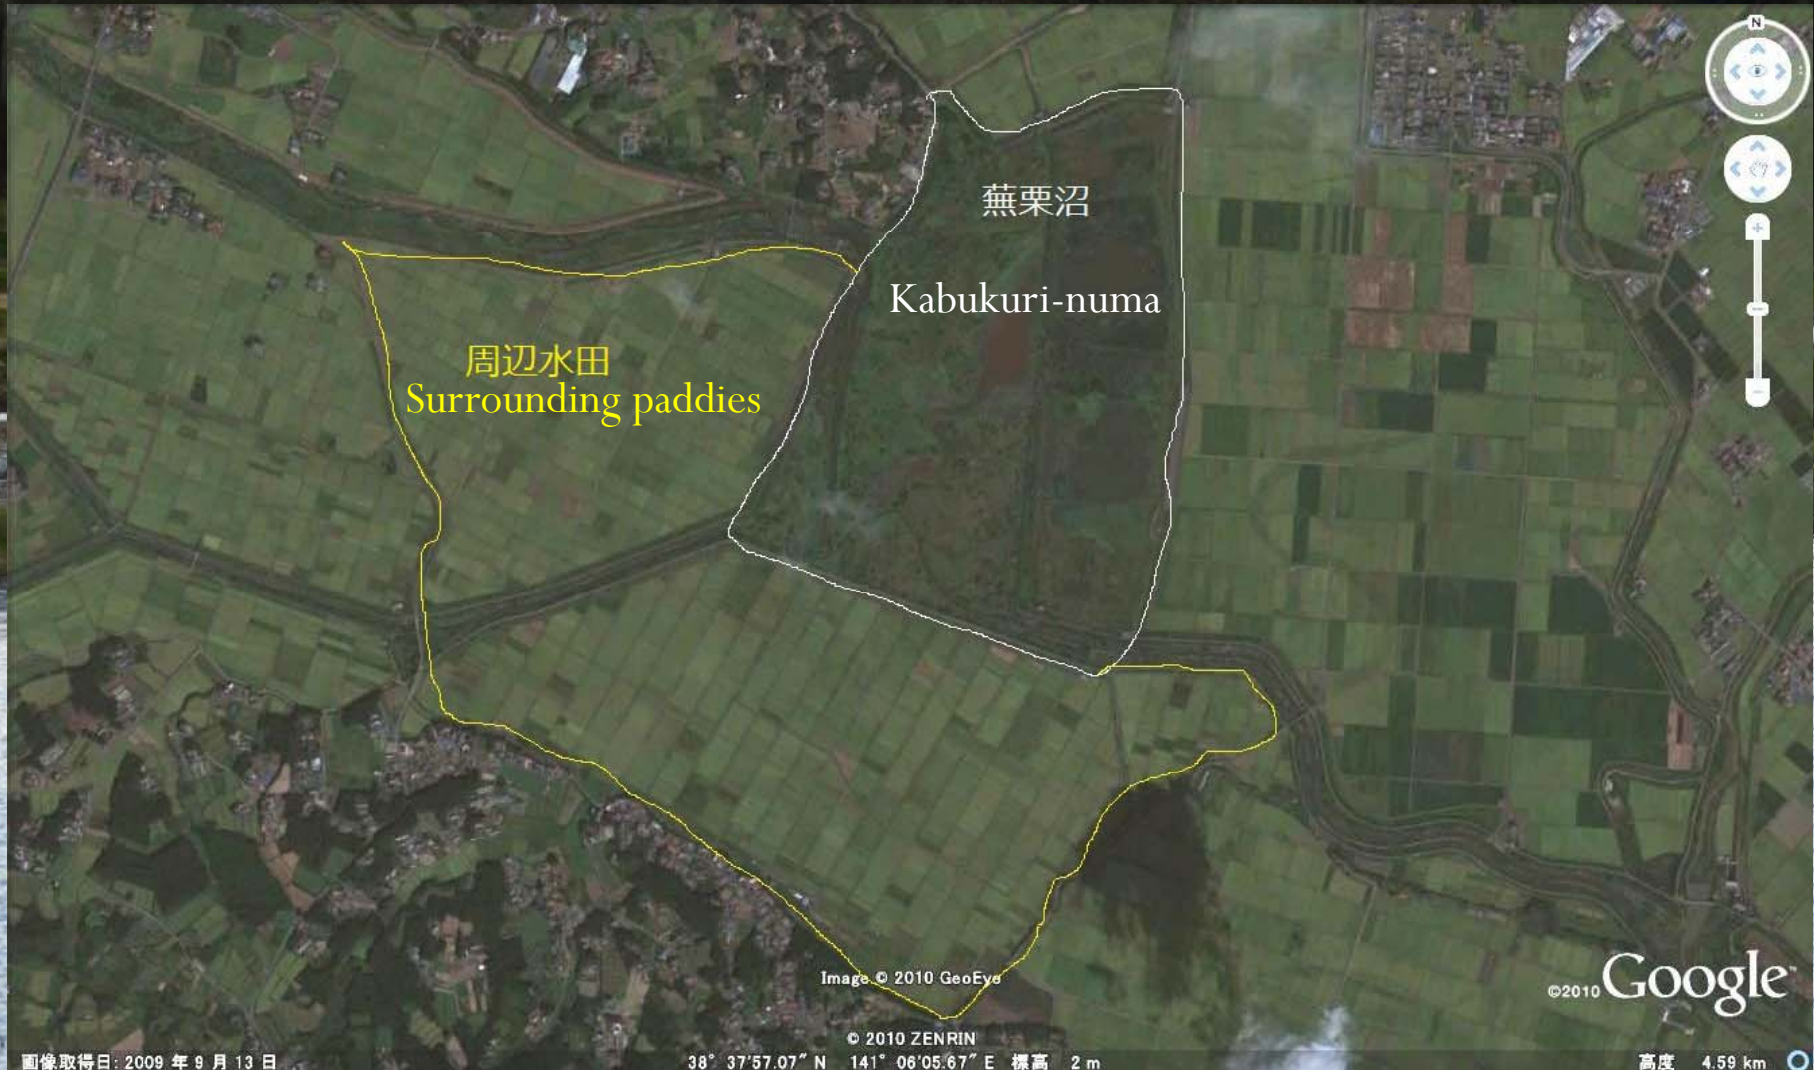 N
蕪栗沼
Kabukuri-numa
周辺水田
Surrounding paddies
Image © 2010 GeoEye
©2010 Google
© 2010 ZENRIN
画像取得日: 2009 年 9 月 13 日
38° 37'57.07" N 141° 06'05.67" E 標高 2 m
高度 4.59 km